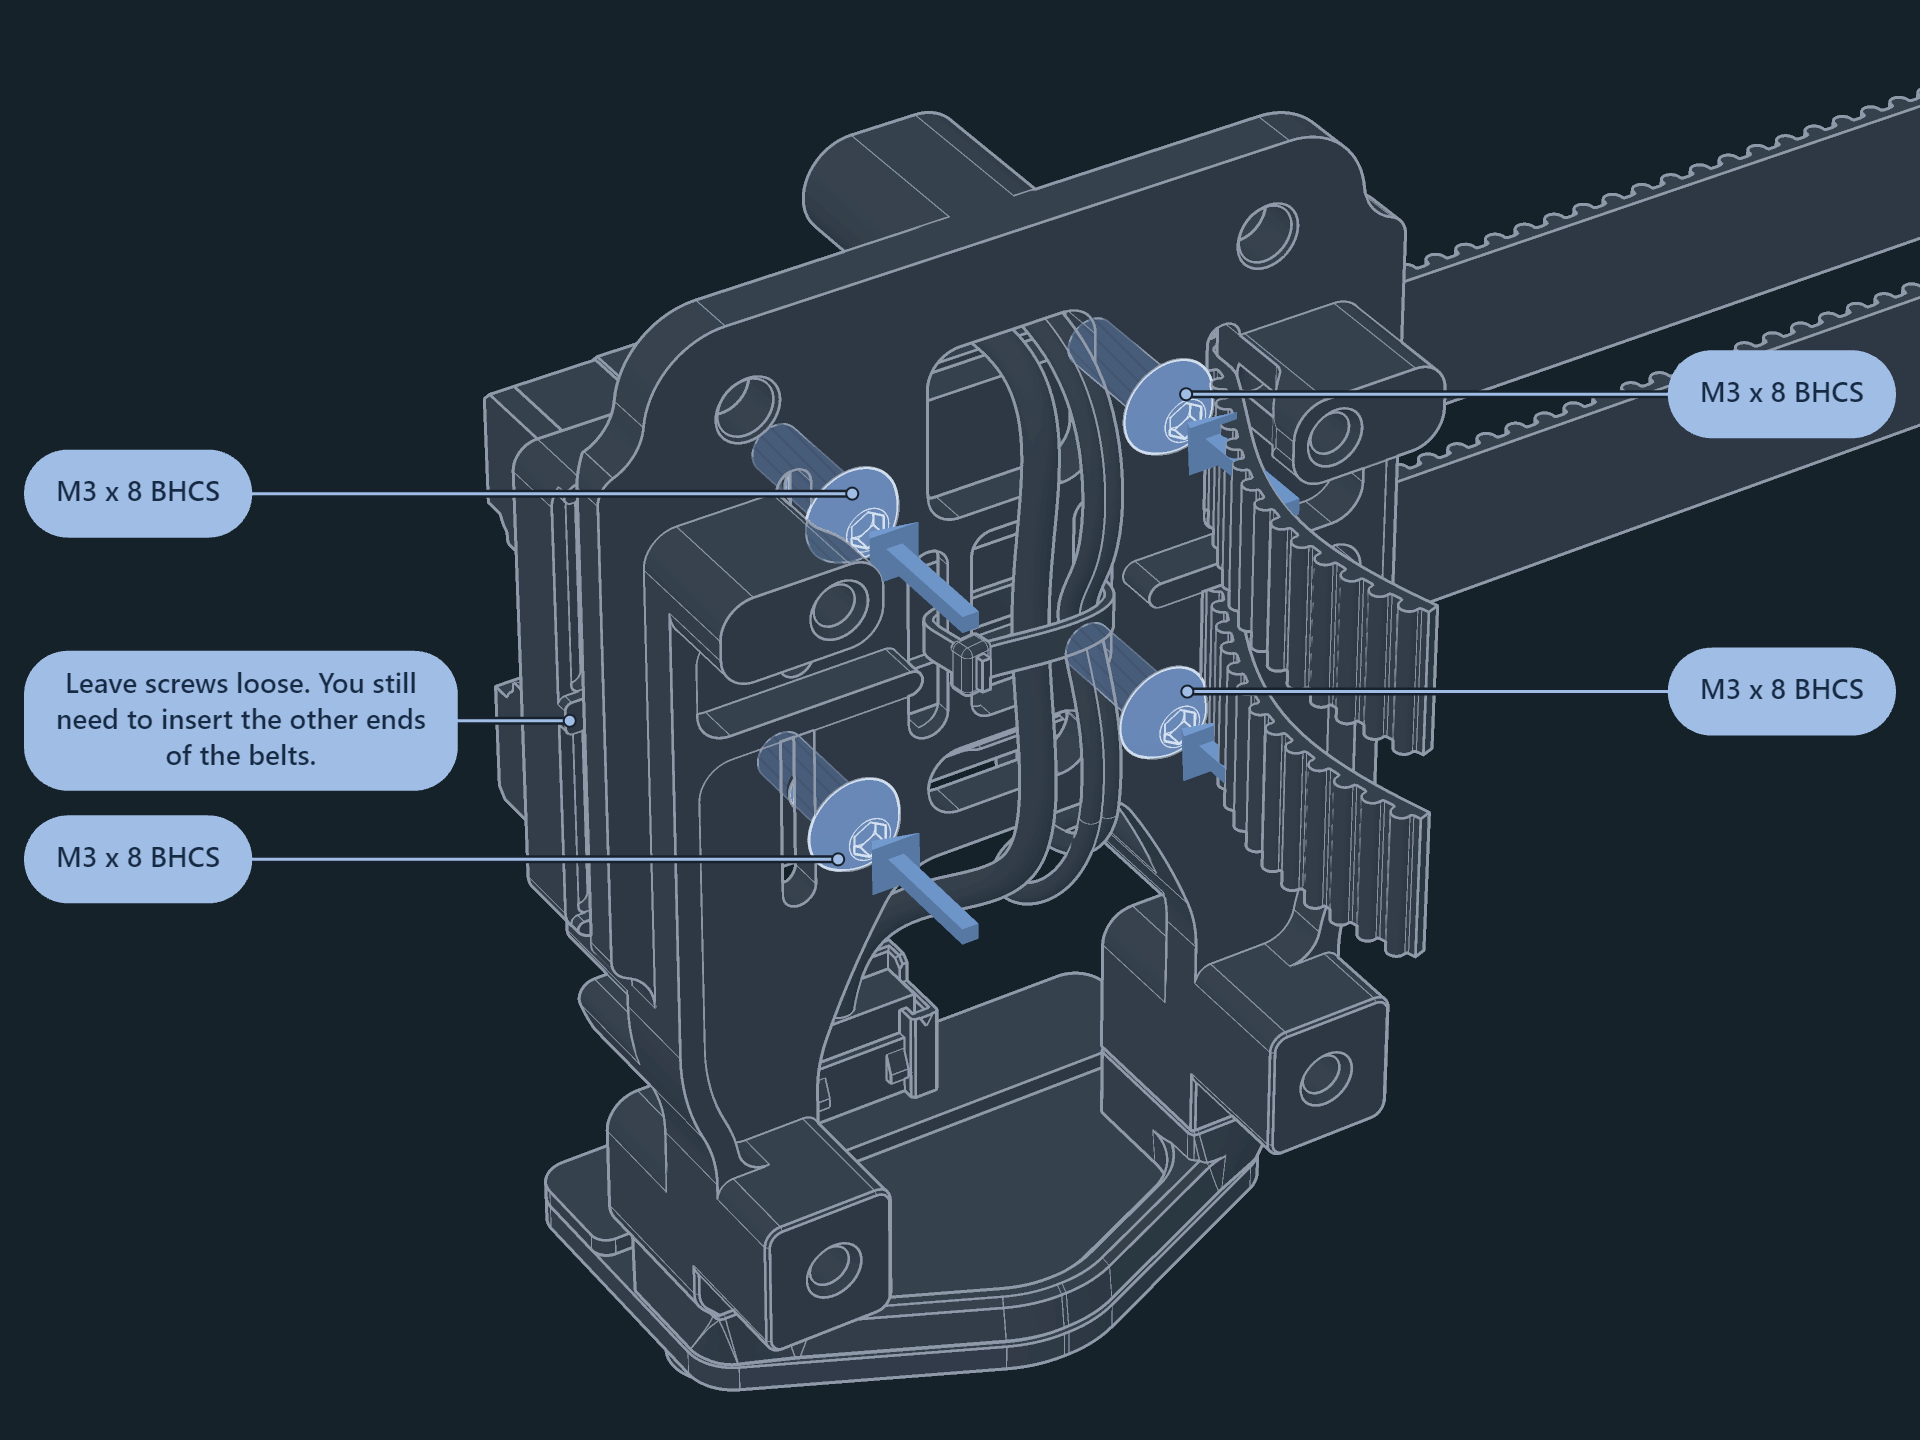 M3 x 8 BHCS
M3 x 8 BHCS
Leave screws loose. You still
need to insert the other ends
of the belts.
M3 x 8 BHCS
M3 x 8 BHCS